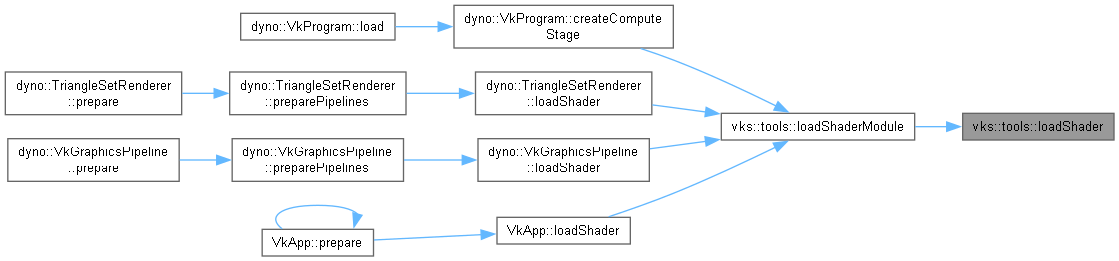 dyno::VkProgram::load
dyno::VkProgram::createCompute
Stage
dyno::TriangleSetRenderer
::prepare
dyno::TriangleSetRenderer
::preparePipelines
dyno::TriangleSetRenderer
::loadShader
vks::tools::loadShaderModule
vks::tools::loadShader
dyno::VkGraphicsPipeline
::prepare
dyno::VkGraphicsPipeline
::preparePipelines
dyno::VkGraphicsPipeline
::loadShader
VkApp::prepare
VkApp::loadShader